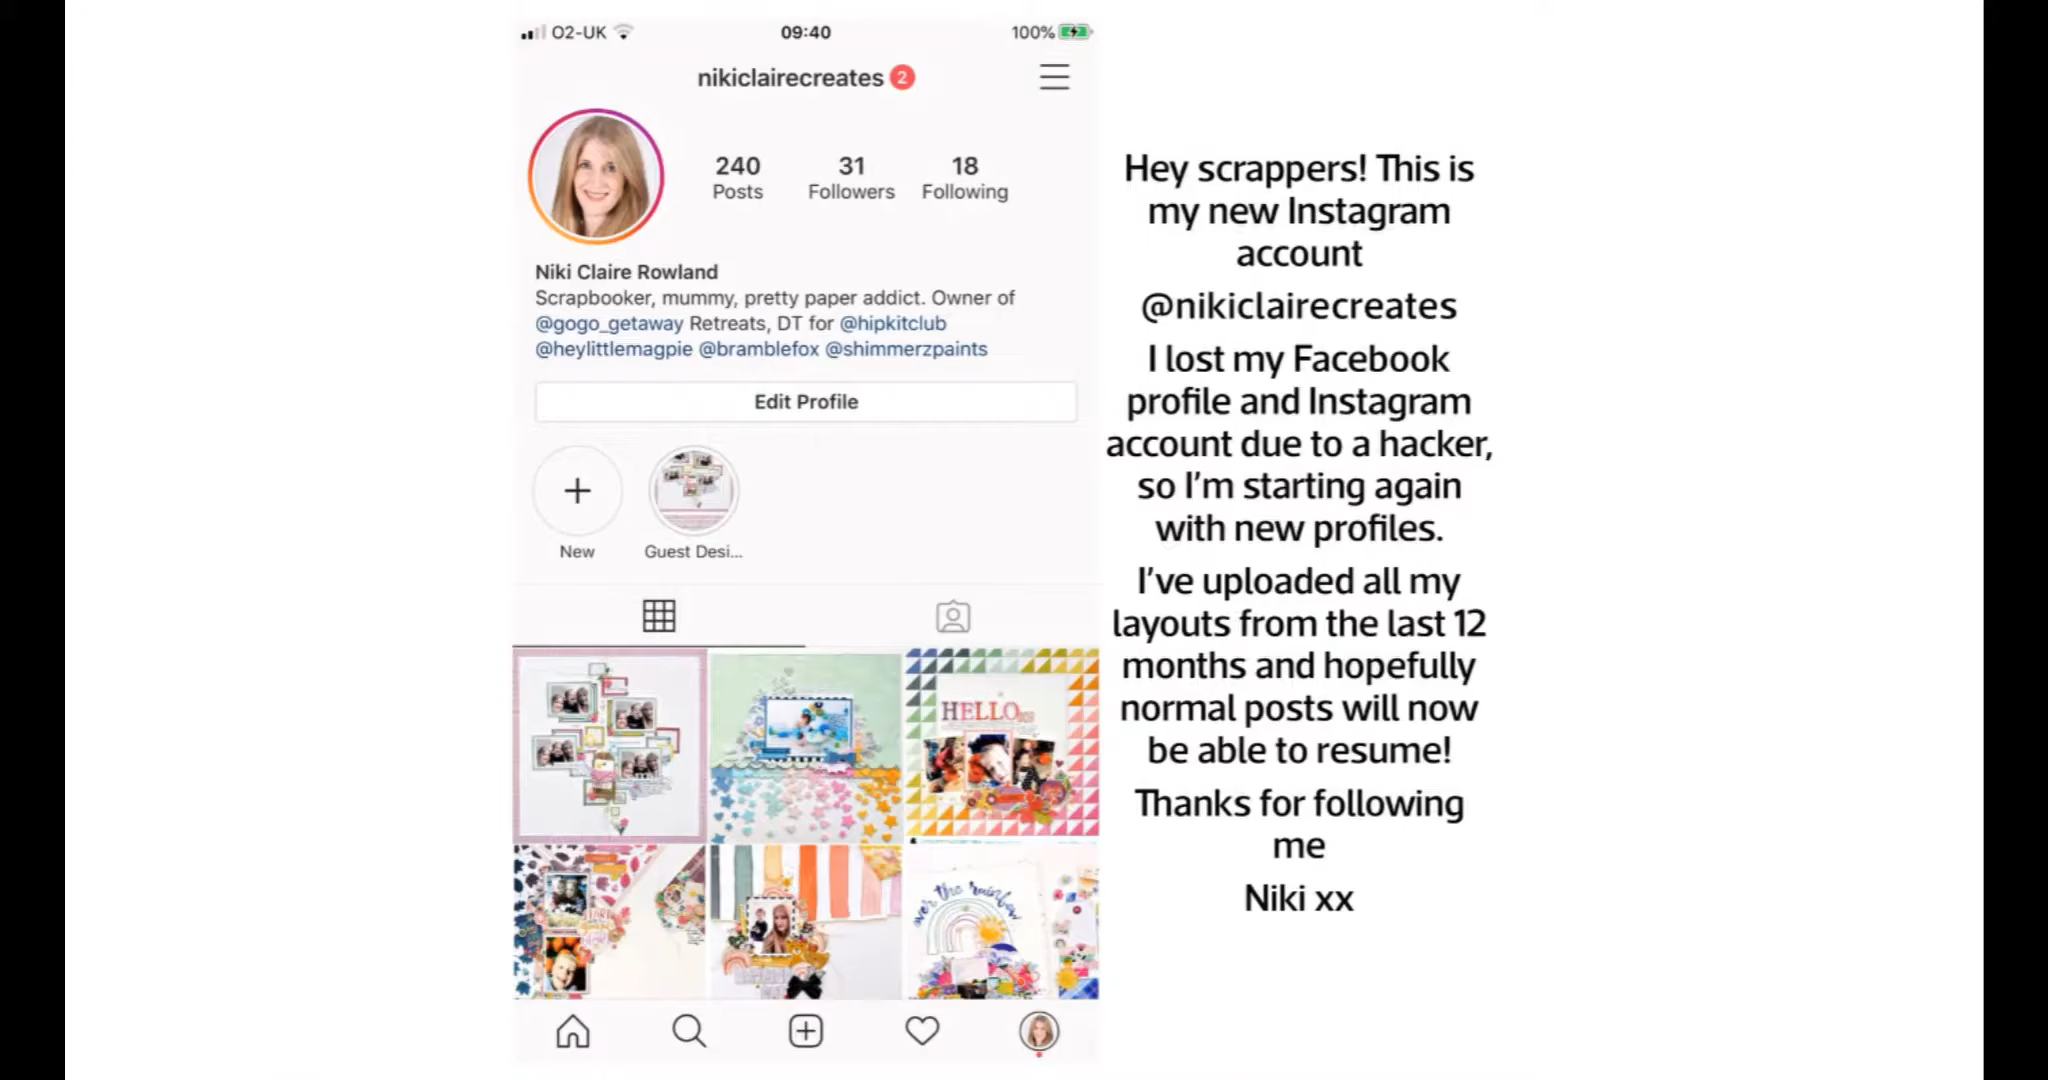 O2-UK 09:40 100%
nikiclairecreates 2
240 31 18
Posts Followers Following
Niki Claire Rowland
Scrapbooker, mummy, pretty paper addict. Owner of
@gogo_getaway Retreats, DT for @hipkitclub
@heylittlemagpie @bramblefox @shimmerzpaints
Edit Profile
New Guest Desi...
HELLO
over the rainbow
Hey scrappers! This is
my new Instagram
account
@nikiclairecreates
I lost my Facebook
profile and Instagram
account due to a hacker,
so I'm starting again
with new profiles.
I've uploaded all my
layouts from the last 12
months and hopefully
normal posts will now
be able to resume!
Thanks for following
me
Niki xx